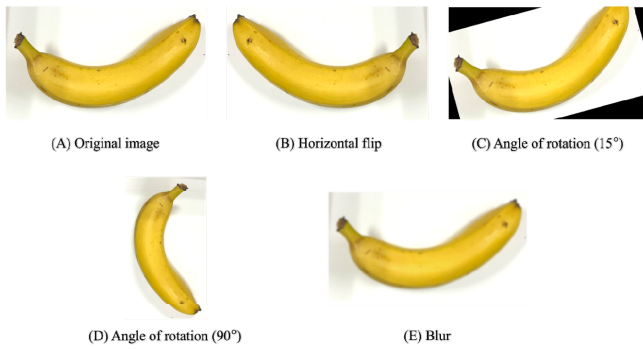 (A) Original image
(B) Horizontal flip
(C) Angle of rotation (15°)
(D) Angle of rotation (90°)
(E) Blur